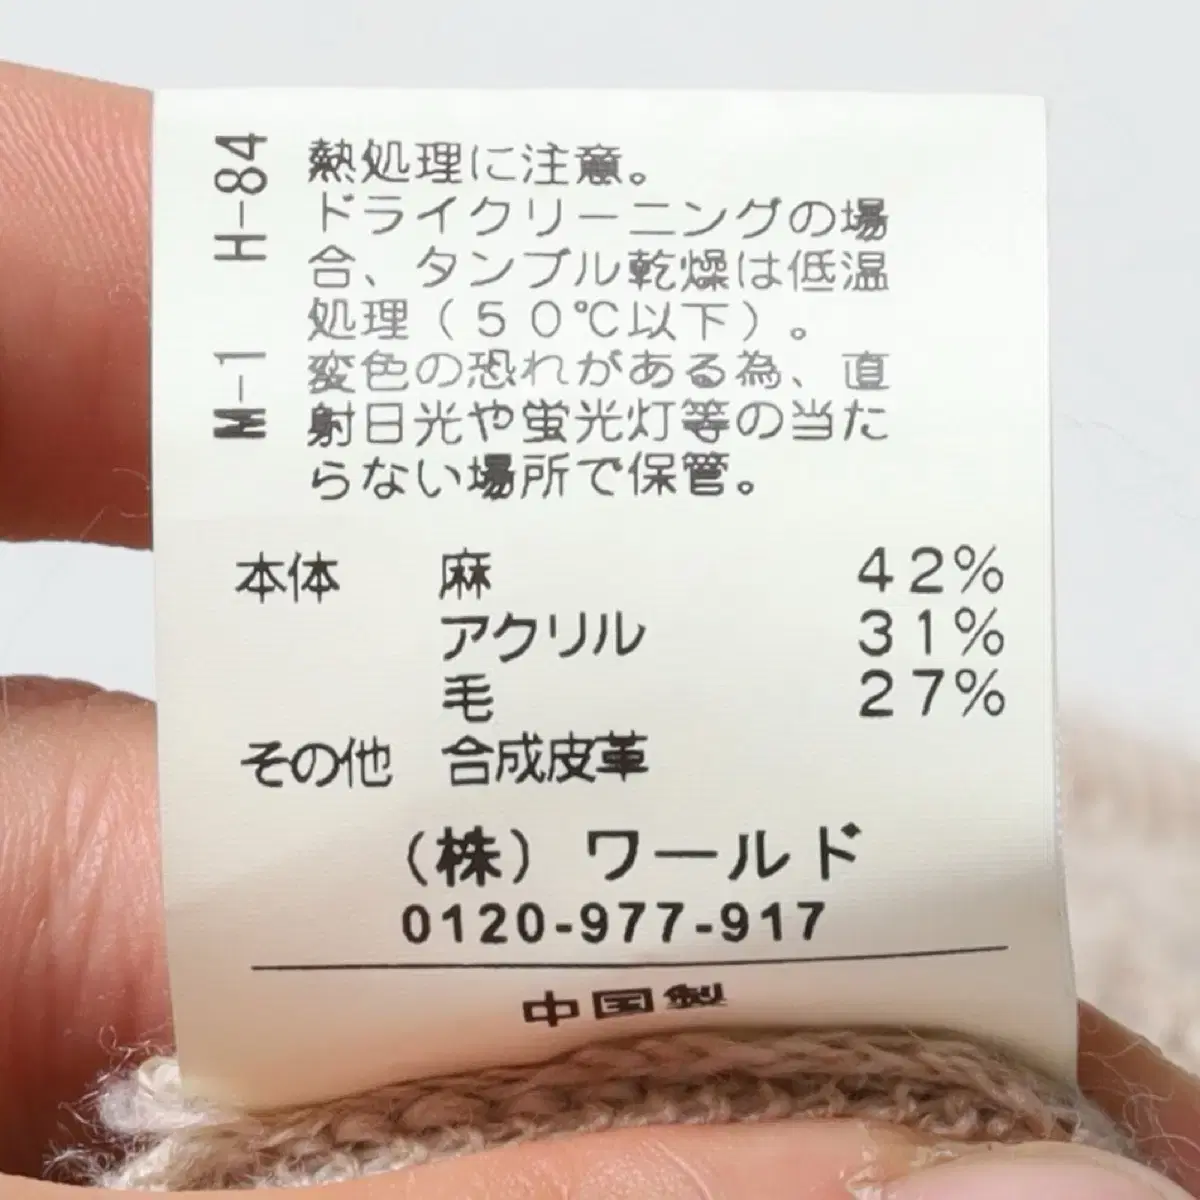 H-84
M-1
熱処理に注意。
ドライクリーニングの場
合、タンブル乾燥は低温
処理（５０℃以下）。
変色の恐れがある為、直
射日光や蛍光灯等の当た
らない場所で保管。
本体 麻 42%
アクリル 31%
毛 27%
その他 合成皮革
（株）ワールド
0120-977-917
中国製